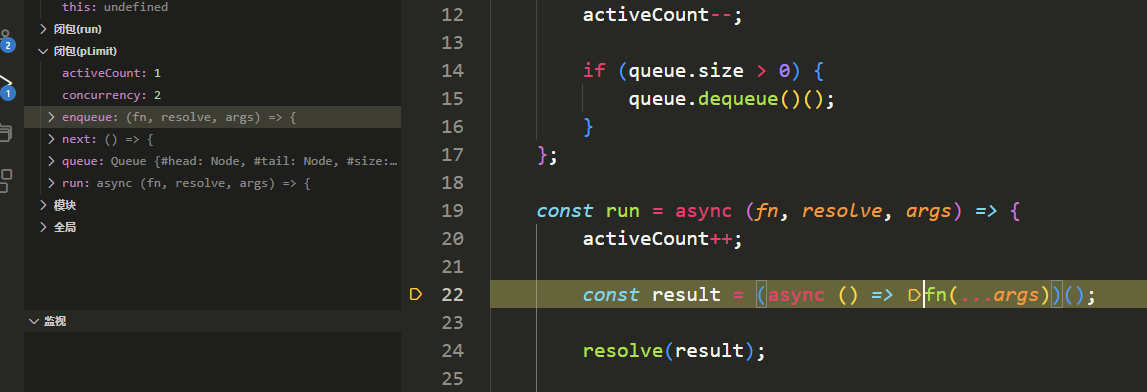 this: undefined
闭包(run)
闭包(pLimit)
activeCount: 1
concurrency: 2
enqueue: (fn, resolve, args) => {
next: () => {
queue: Queue {#head: Node, #tail: Node, #size:…
run: async (fn, resolve, args) => {
模块
全局
监视
2
1
12 activeCount--;
13
14 if (queue.size > 0) {
15 queue.dequeue()();
16 }
17 };
18
19 const run = async (fn, resolve, args) => {
20 activeCount++;
21
22 const result = (async () => fn(...args))();
23
24 resolve(result);
25